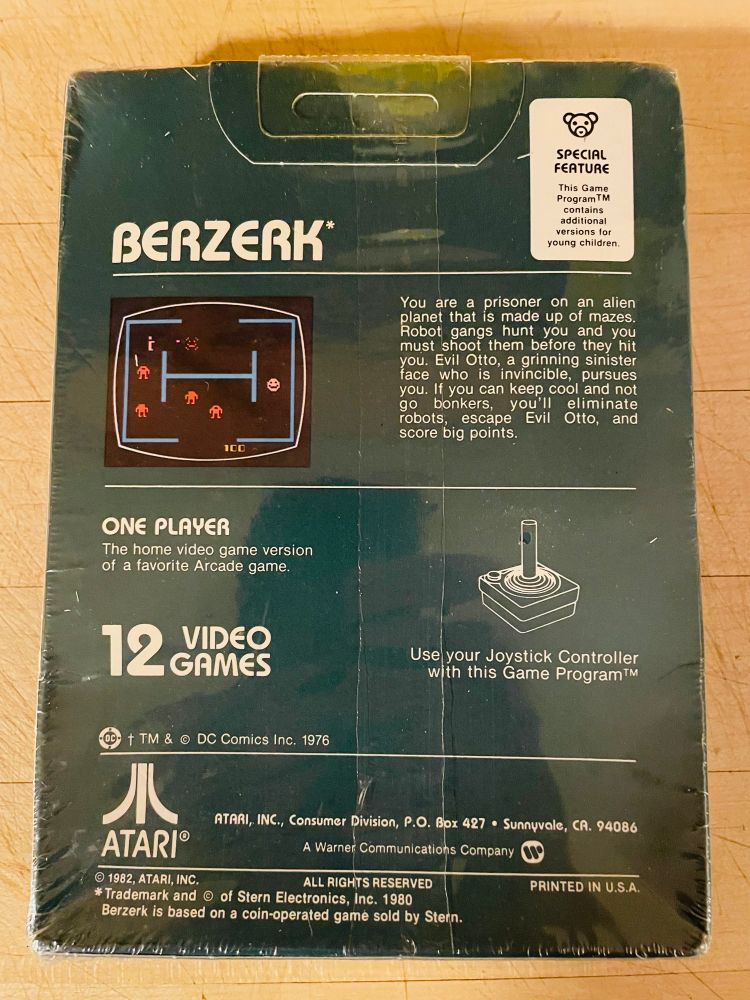 SPECIAL
FEATURE
This Game
Program™
contains
additional
versions for
young children.
BERZERK*
You are a prisoner on an alien
planet that is made up of mazes.
Robot gangs hunt you and you
must shoot them before they hit
you. Evil Otto, a grinning sinister
face who is invincible, pursues
you. If you can keep cool and not
go bonkers, you'll eliminate
robots, escape Evil Otto, and
score big points.
100
ONE PLAYER
The home video game version
of a favorite Arcade game.
12 VIDEO
GAMES
Use your Joystick Controller
with this Game Program™
DC † TM & © DC Comics Inc. 1976
ATARI®
ATARI, INC., Consumer Division, P.O. Box 427 • Sunnyvale, CA. 94086
A Warner Communications Company
© 1982, ATARI, INC. ALL RIGHTS RESERVED PRINTED IN U.S.A.
*Trademark and © of Stern Electronics, Inc. 1980
Berzerk is based on a coin-operated game sold by Stern.